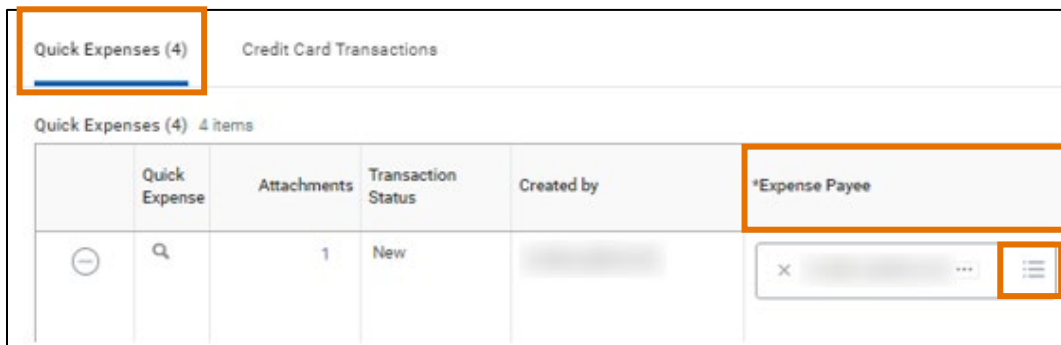 Quick Expenses (4) Credit Card Transactions
Quick Expenses (4) 4 items
Quick Expense Attachments Transaction Status Created by *Expense Payee
1 New